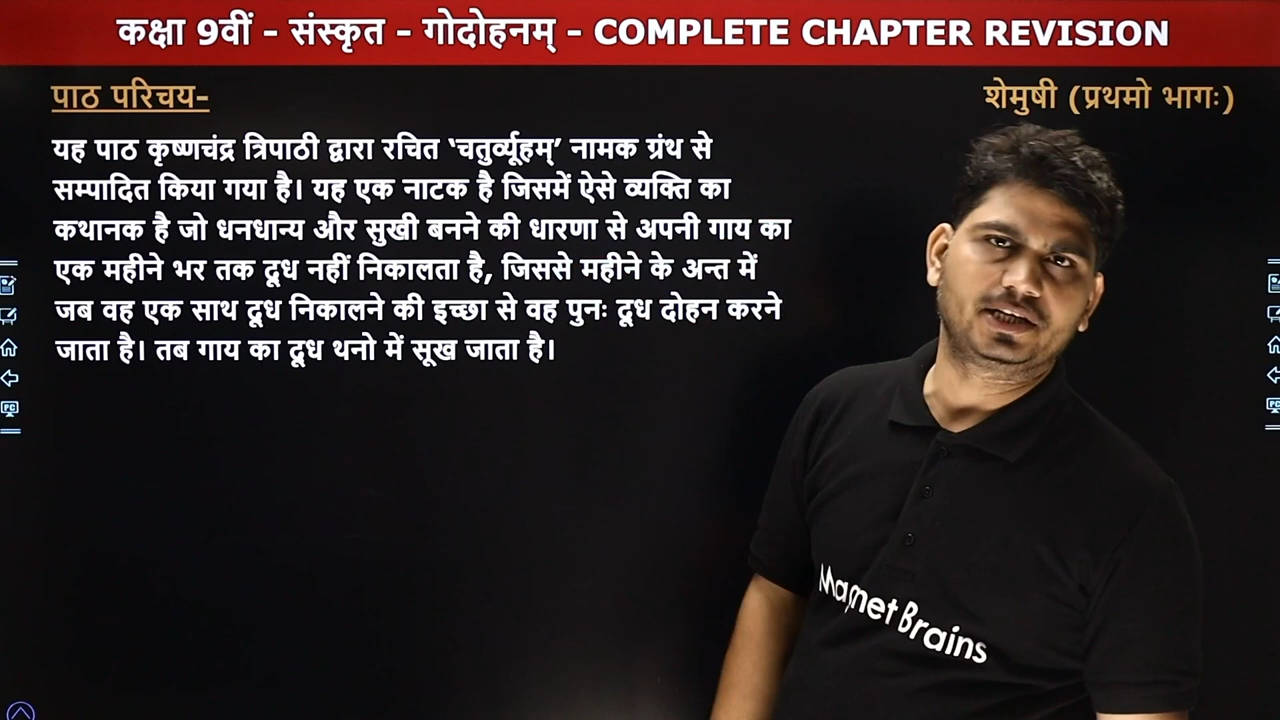 कक्षा 9वीं - संस्कृत - गोदोहनम् - COMPLETE CHAPTER REVISION
पाठ परिचय-
शेमुषी (प्रथमो भागः)
यह पाठ कृष्णचंद्र त्रिपाठी द्वारा रचित ‘चतुर्व्यूहम्’ नामक ग्रंथ से
सम्पादित किया गया है। यह एक नाटक है जिसमें ऐसे व्यक्ति का
कथानक है जो धनधान्य और सुखी बनने की धारणा से अपनी गाय का
एक महीने भर तक दूध नहीं निकालता है, जिससे महीने के अन्त में
जब वह एक साथ दूध निकालने की इच्छा से वह पुनः दूध दोहन करने
जाता है। तब गाय का दूध थनो में सूख जाता है।
Magnet Brains
PC
PC